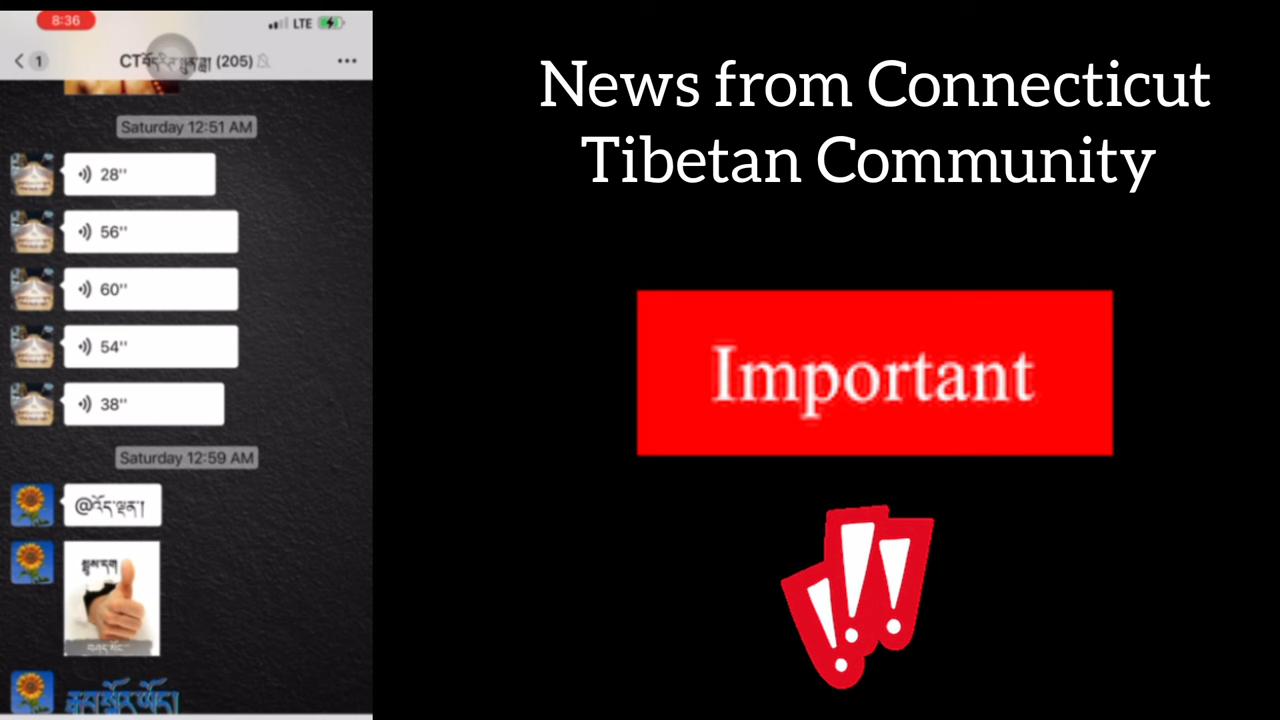 8:36
LTE
1
(205)
Saturday 12:51 AM
28''
56''
60''
54''
38''
Saturday 12:59 AM
@འོད་ལྡན།
རྒྱབ་སྐྱོར་ཡོད།
News from Connecticut
Tibetan Community
Important
!!!